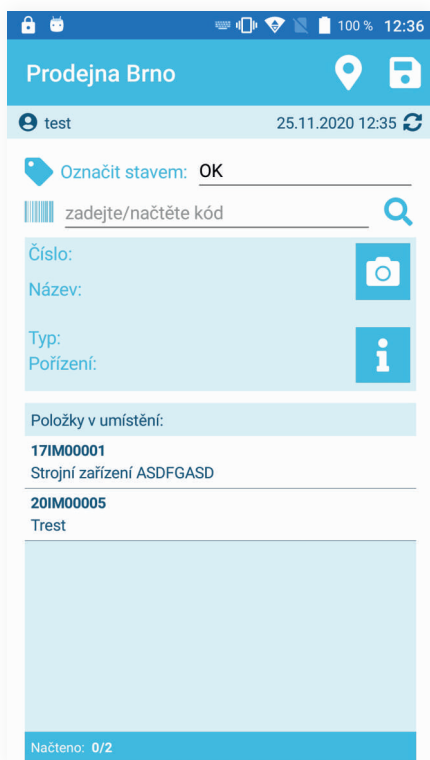 100 % 12:36
Prodejna Brno
test 25.11.2020 12:35
Označit stavem: OK
zadejte/načtěte kód
Číslo:
Název:
Typ:
Pořízení:
Položky v umístění:
17IM00001
Strojní zařízení ASDFGASD
20IM00005
Trest
Načteno: 0/2